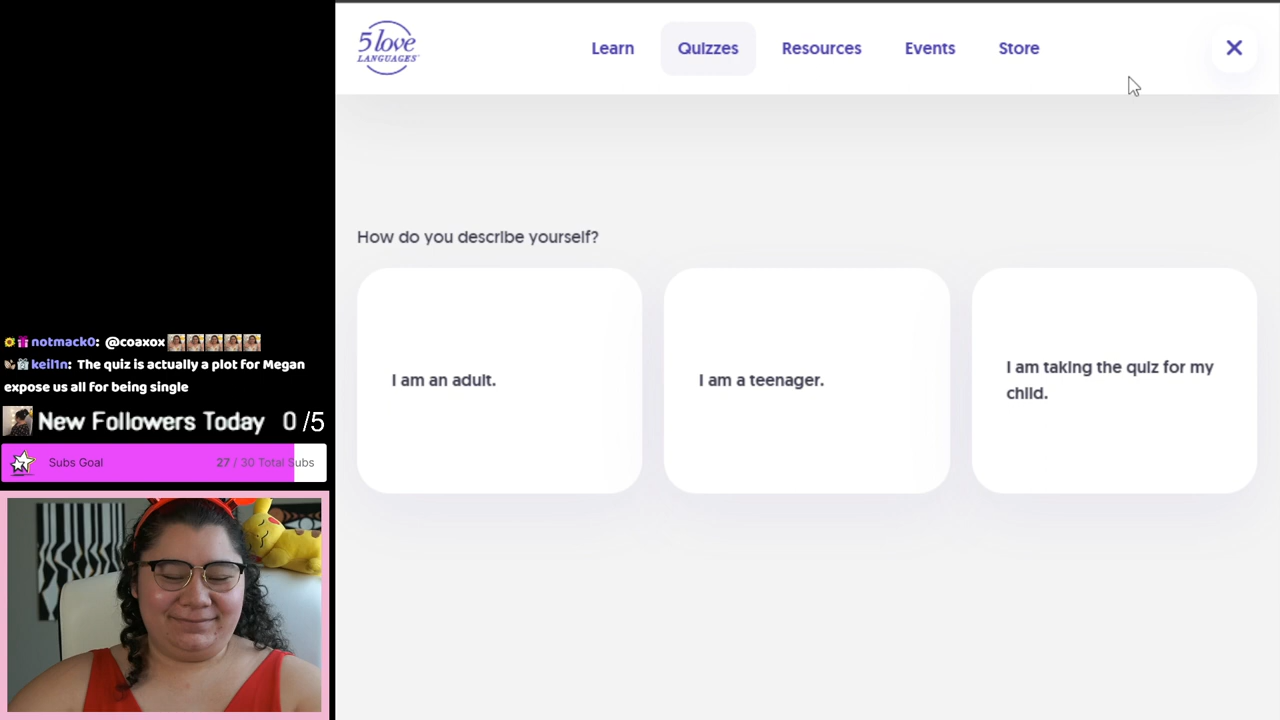 5 love
LANGUAGES
Learn
Quizzes
Resources
Events
Store
How do you describe yourself?
I am an adult.
I am a teenager.
I am taking the quiz for my
child.
notmack0: @coaxox
keil1n: The quiz is actually a plot for Megan
expose us all for being single
New Followers Today 0 /5
Subs Goal 27 / 30 Total Subs